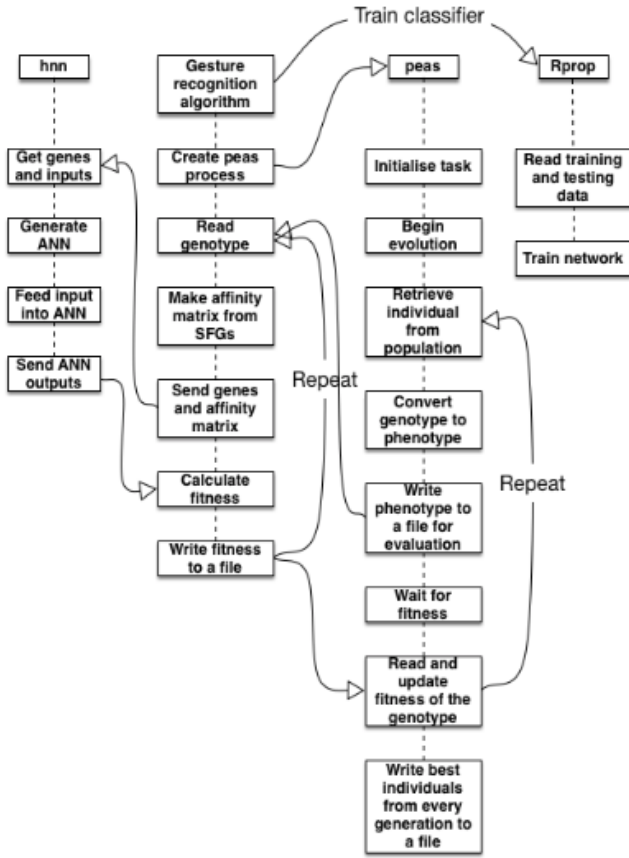 Train classifier
hnn
Gesture
recognition
algorithm
peas
Rprop
Get genes
and inputs
Create peas
process
Initialise task
Read training
and testing
data
Generate
ANN
Read
genotype
Begin
evolution
Train network
Feed input
into ANN
Make affinity
matrix from
SFGs
Retrieve
individual
from
population
Send ANN
outputs
Repeat
Send genes
and affinity
matrix
Convert
genotype to
phenotype
Calculate
fitness
Write
phenotype to
a file for
evaluation
Repeat
Write fitness
to a file
Wait for
fitness
Read and
update
fitness of the
genotype
Write best
individuals
from every
generation to
a file